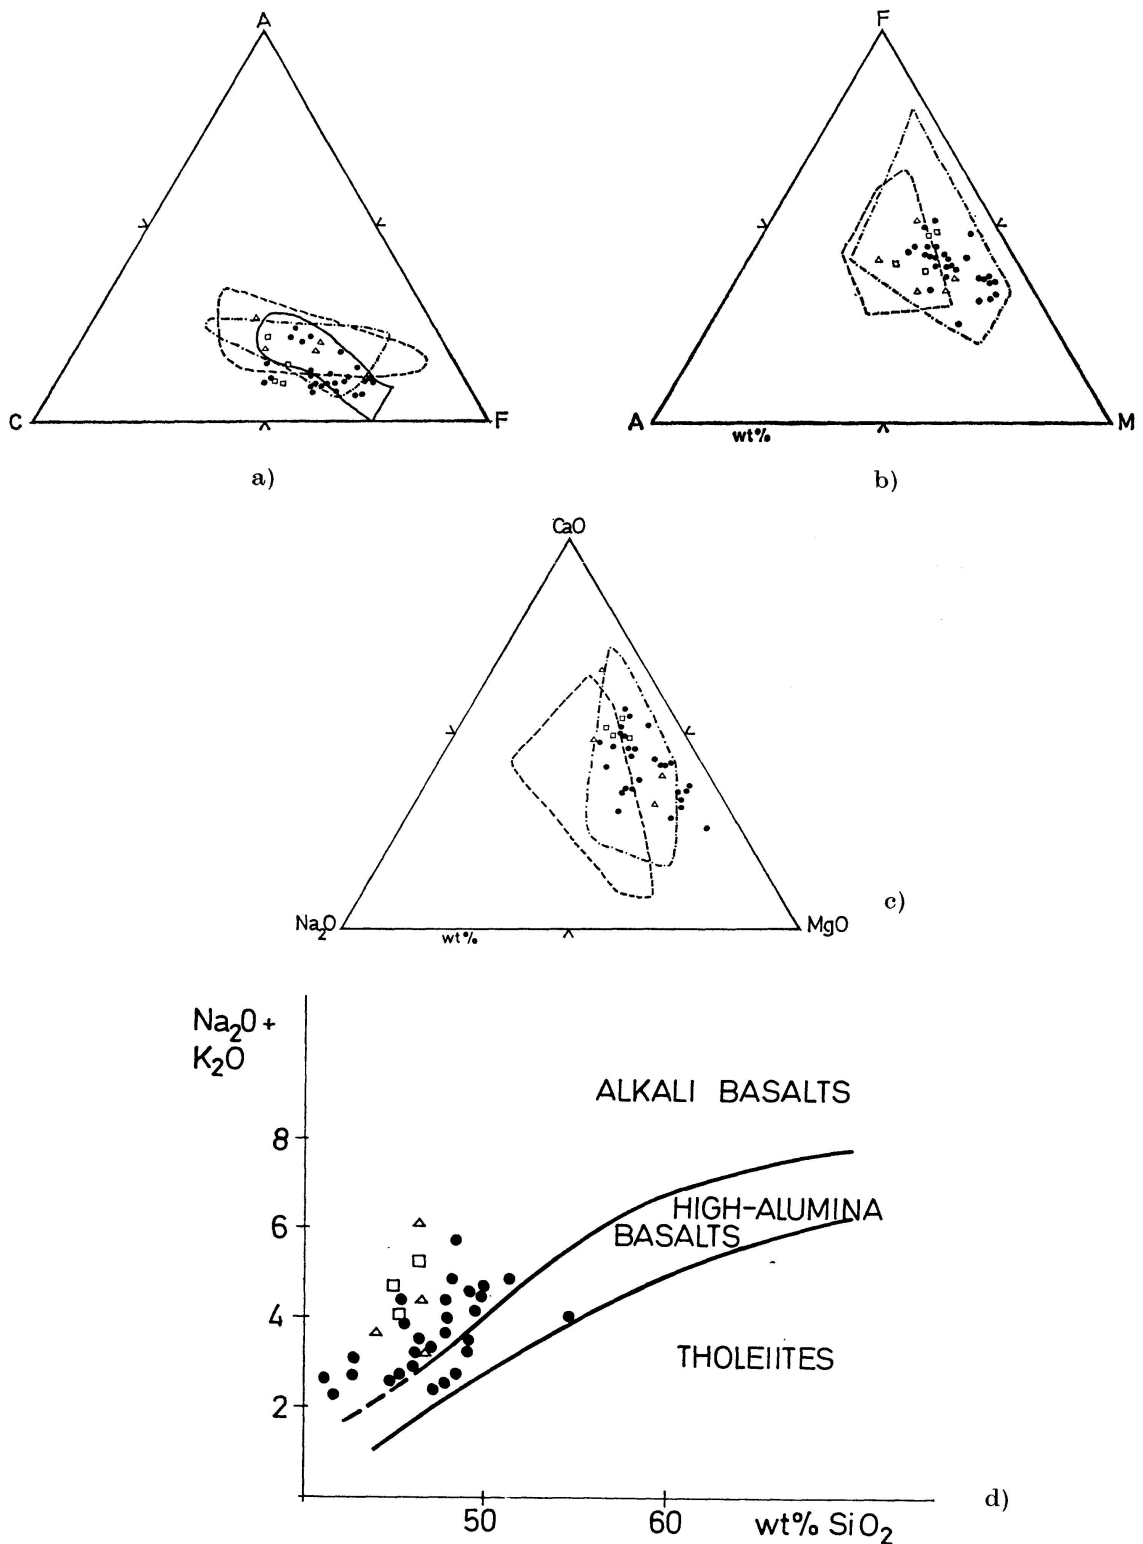 A
C
F
a)
F
A
M
wt%
b)
CaO
Na2O
MgO
wt%
c)
Na2O +
K2O
ALKALI BASALTS
8
HIGH-ALUMINA
6
BASALTS
4
THOLEIITES
2
50
60
wt% SiO2
d)